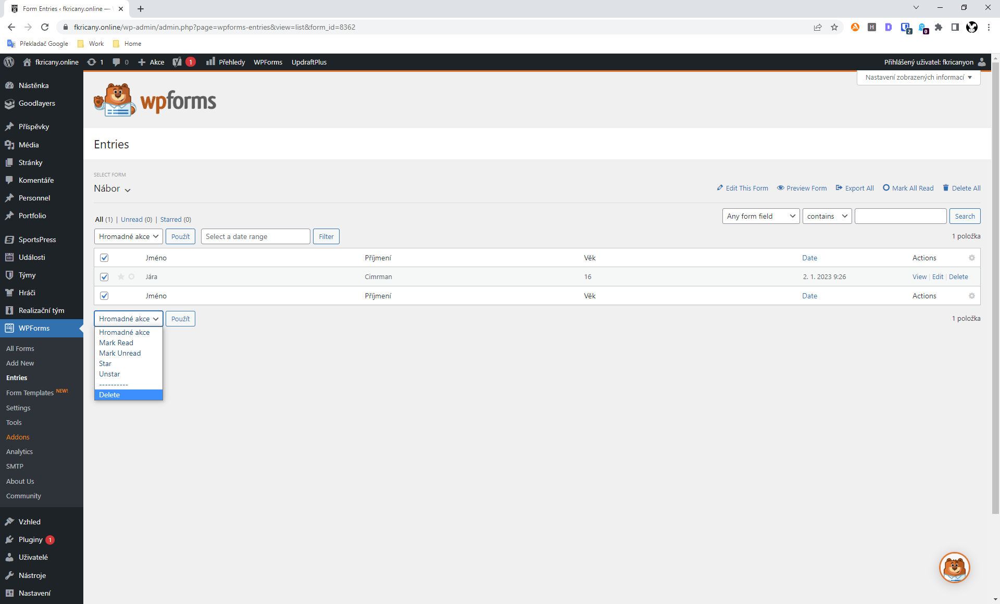 Form Entries ‹ fkricany.online —
fkricany.online/wp-admin/admin.php?page=wpforms-entries&view=list&form_id=8362
H
D
2
0
Překladač Google
Work
Home
fkricany.online
1
0
Akce
1
Přehledy
WPForms
UpdraftPlus
Přihlášený uživatel: fkricanyon
Nastavení zobrazených informací
Nástěnka
Goodlayers
Příspěvky
Média
Stránky
Komentáře
Personnel
Portfolio
SportsPress
Události
Týmy
Hráči
Realizační tým
WPForms
All Forms
Add New
Entries
Form Templates NEW!
Settings
Tools
Addons
Analytics
SMTP
About Us
Community
Vzhled
Pluginy 1
Uživatelé
Nástroje
Nastavení
wpforms
Entries
SELECT FORM
Nábor
Edit This Form
Preview Form
Export All
Mark All Read
Delete All
All (1) | Unread (0) | Starred (0)
Any form field
contains
Search
Hromadné akce
Použít
Select a date range
Filter
1 položka
Jméno Příjmení Věk Date Actions
Jára Cimrman 16 2. 1. 2023 9:26 View | Edit | Delete
Jméno Příjmení Věk Date Actions
Hromadné akce
Použít
1 položka
Hromadné akce
Mark Read
Mark Unread
Star
Unstar
----------
Delete